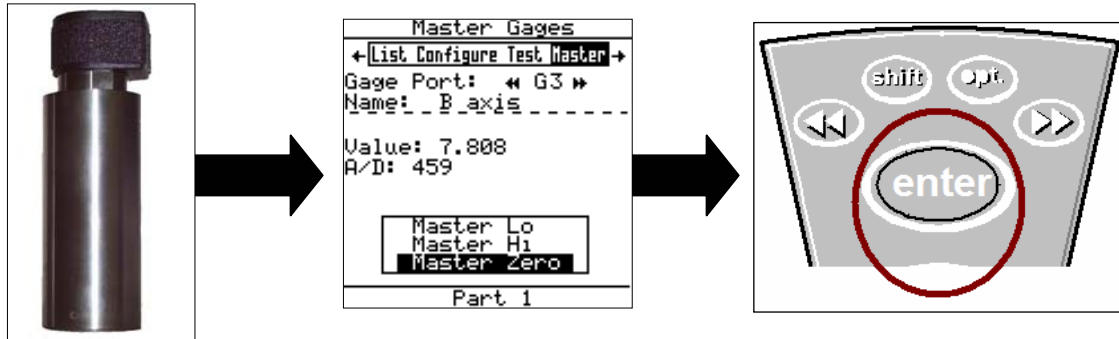 Master Gages
List Configure Test Master
Gage Port: G3
Name: B axis
Value: 7.808
A/D: 459
Master Lo
Master Hi
Master Zero
Part 1
shift opt.
enter